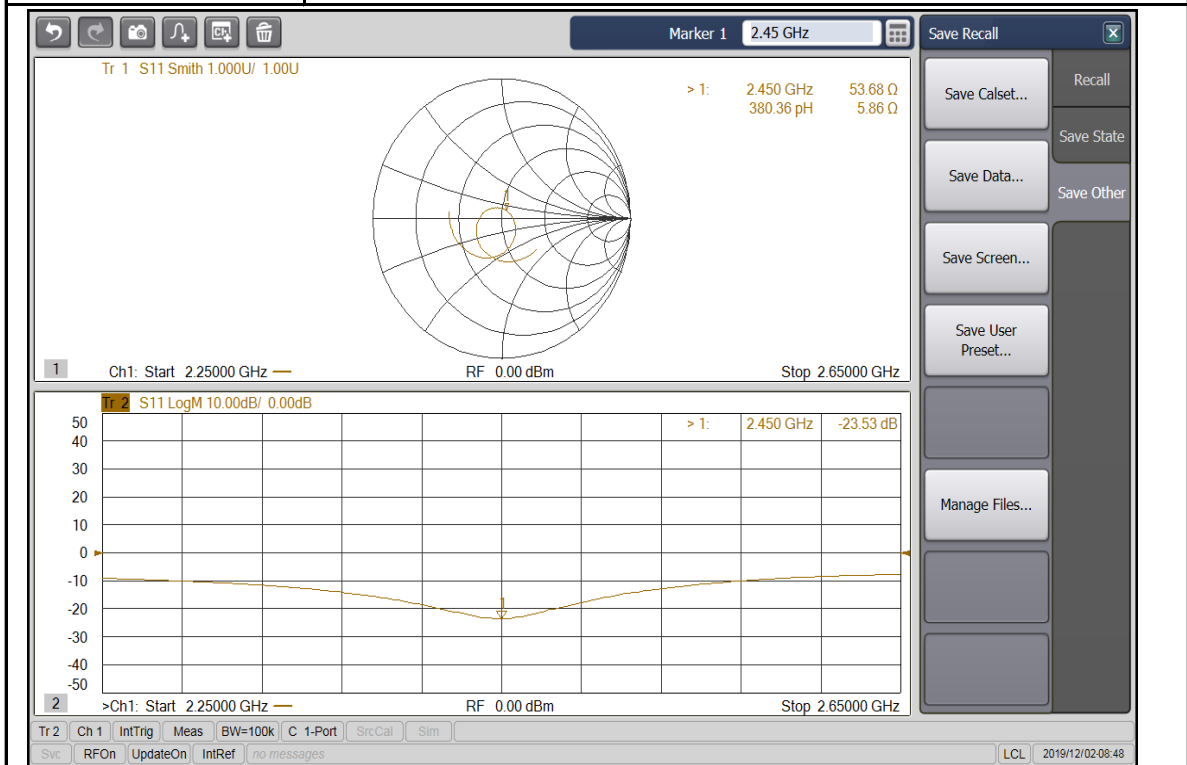 Marker 1 2.45 GHz Save Recall
Tr 1 S11 Smith 1.000U/ 1.00U
> 1: 2.450 GHz 53.68 Ω
380.36 pH 5.86 Ω
1
1 Ch1: Start 2.25000 GHz — RF 0.00 dBm Stop 2.65000 GHz
Tr 2 S11 LogM 10.00dB/ 0.00dB
> 1: 2.450 GHz -23.53 dB
50
40
30
20
10
0
-10
-20
-30
-40
-50
1
2 >Ch1: Start 2.25000 GHz — RF 0.00 dBm Stop 2.65000 GHz
Save Calset...
Save Data...
Save Screen...
Save User
Preset...
Manage Files...
Recall
Save State
Save Other
Tr 2 Ch 1 IntTrig Meas BW=100k C 1-Port SrcCal Sim
Svc RFOn UpdateOn IntRef no messages LCL 2019/12/02-08:48